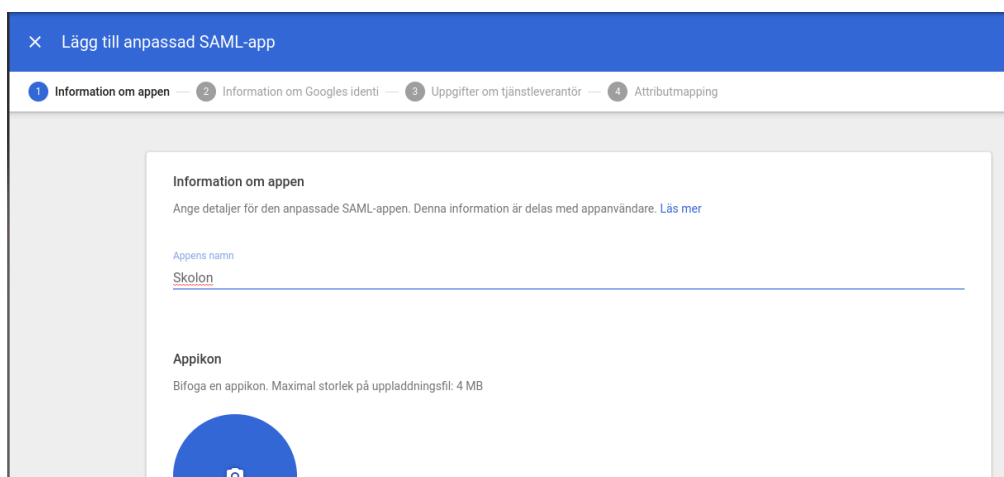 Lägg till anpassad SAML-app
1 Information om appen 2 Information om Googles identi 3 Uppgifter om tjänstleverantör 4 Attributmapping
Information om appen
Ange detaljer för den anpassade SAML-appen. Denna information är delas med appanvändare. Läs mer
Appens namn
Skolon
Appikon
Bifoga en appikon. Maximal storlek på uppladdningsfil: 4 MB